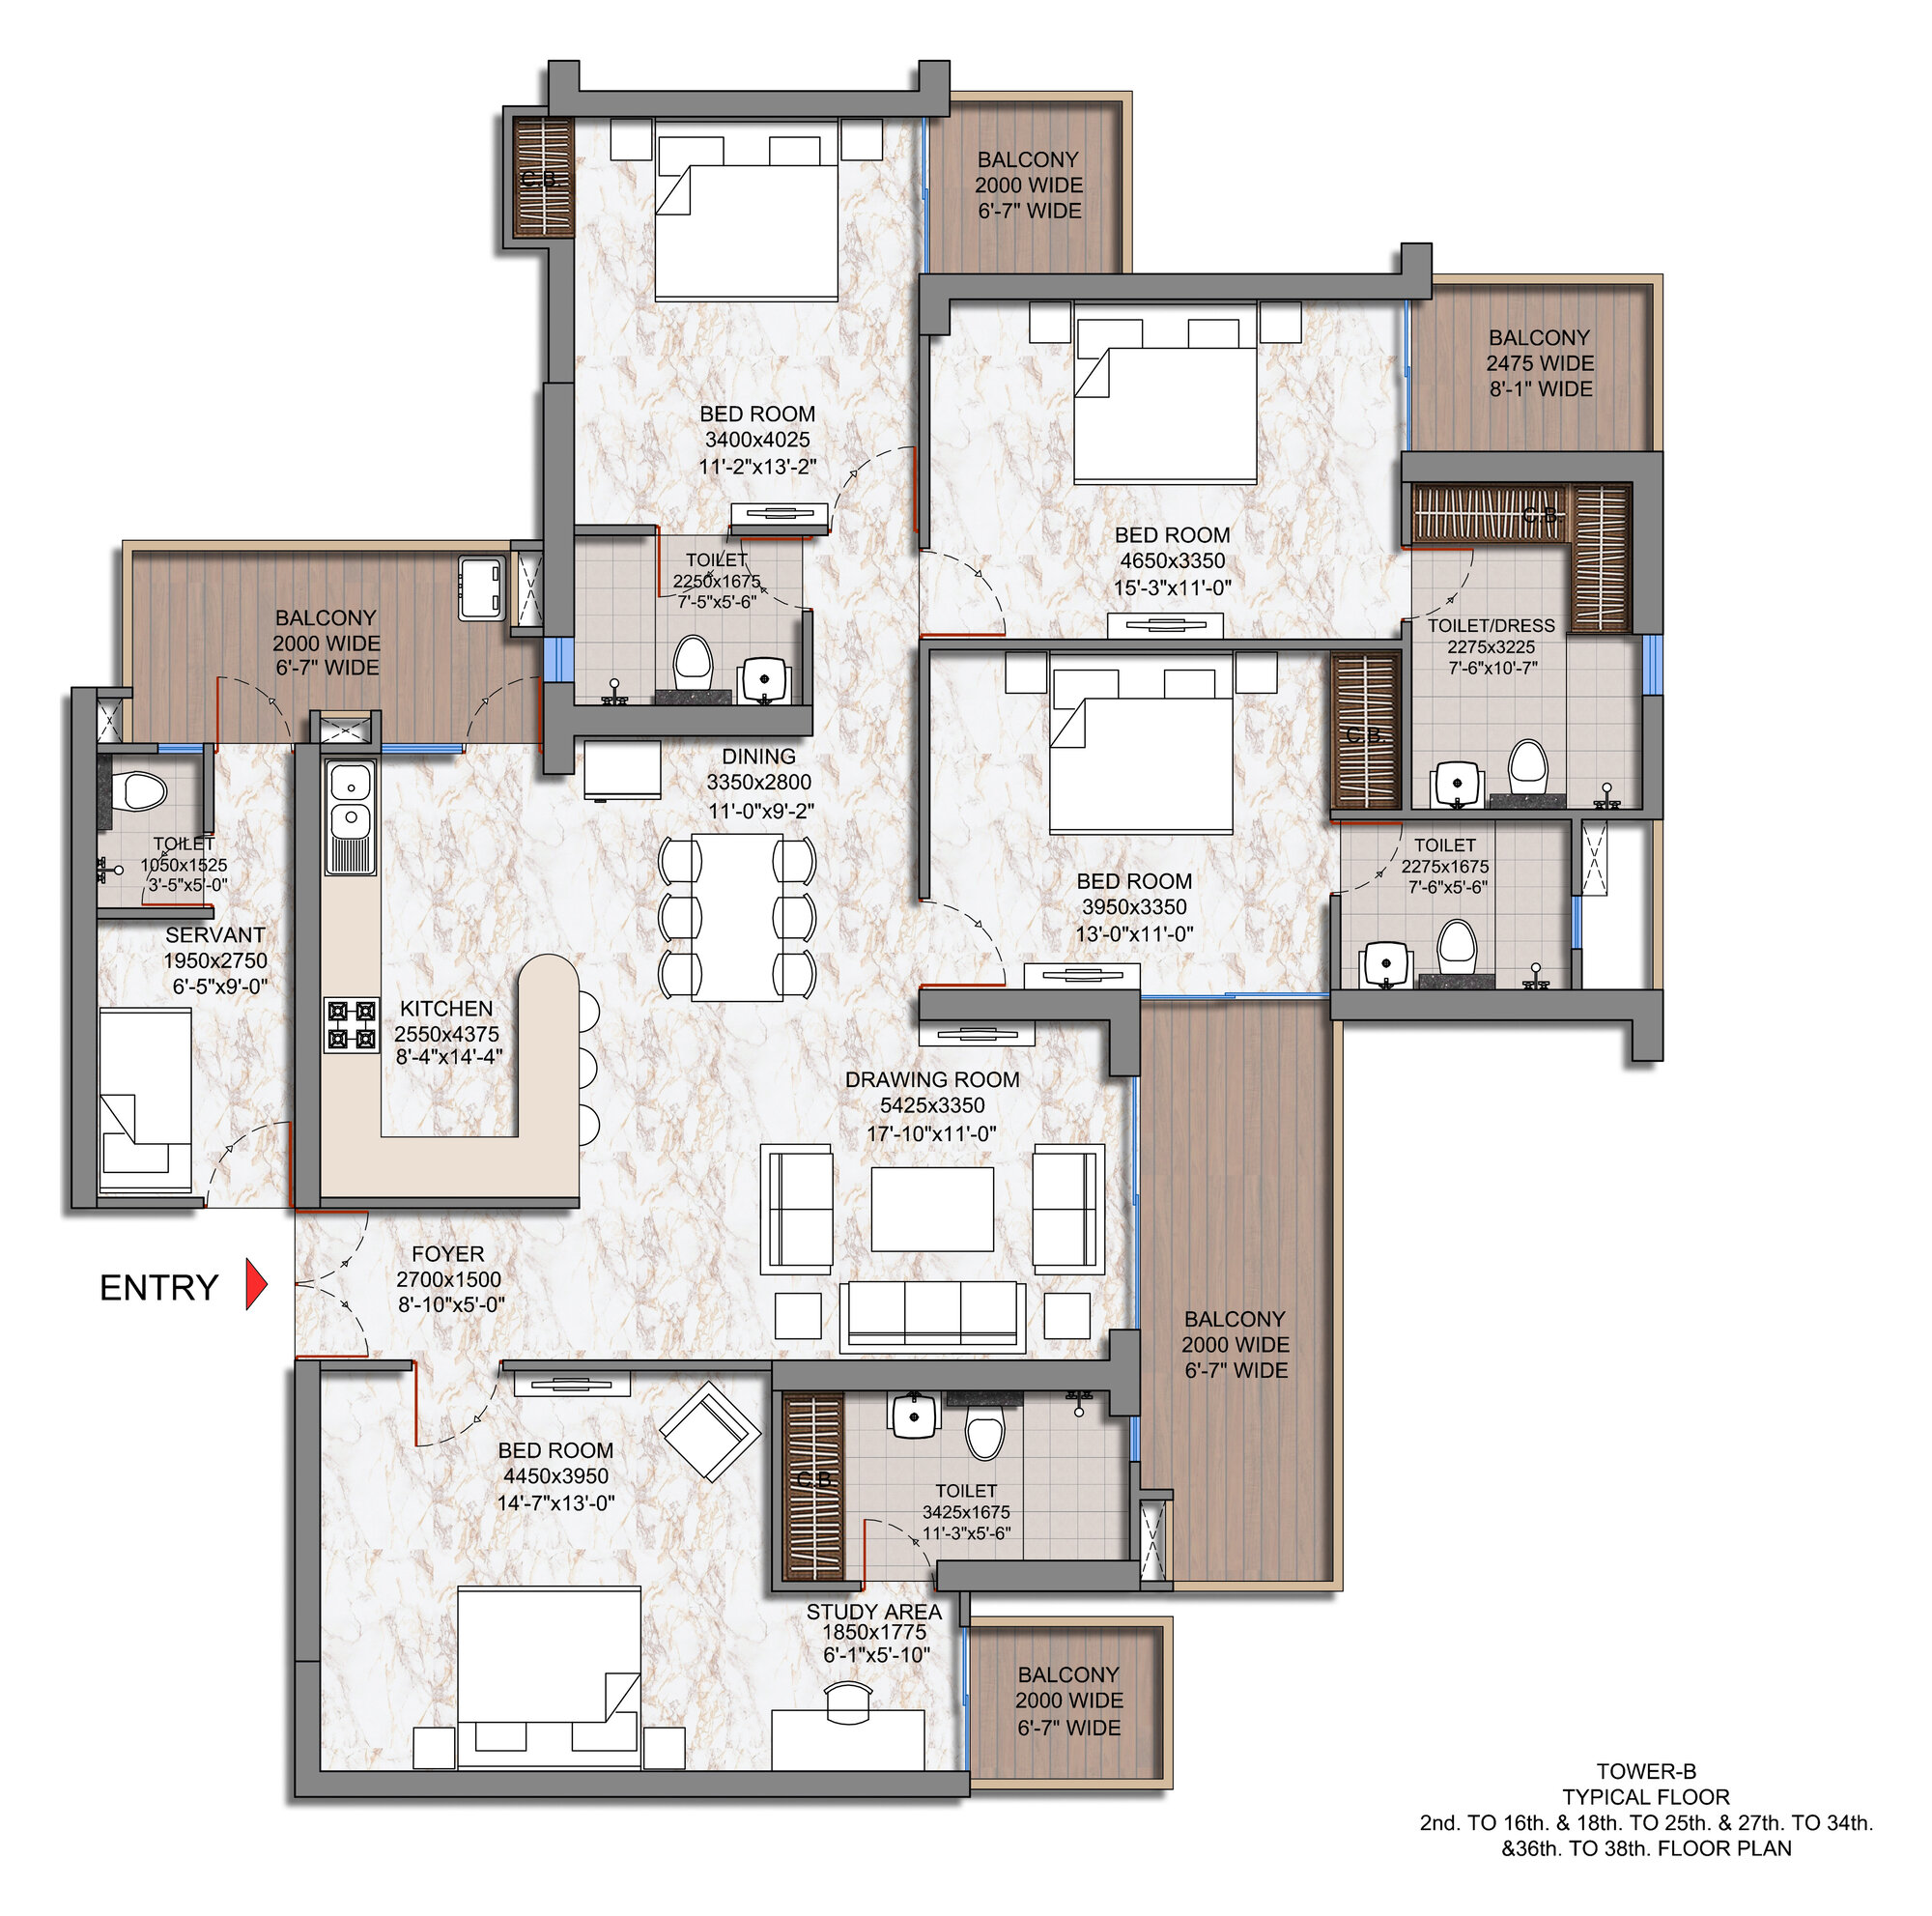 BALCONY
2000 WIDE
6'-7" WIDE
C.B.
BALCONY
2475 WIDE
8'-1" WIDE
BED ROOM
3400x4025
11'-2"x13'-2"
C.B.
BED ROOM
4650x3350
15'-3"x11'-0"
TOILET
2250x1675
7'-5"x5'-6"
BALCONY
2000 WIDE
6'-7" WIDE
TOILET/DRESS
2275x3225
7'-6"x10'-7"
C.B.
DINING
3350x2800
11'-0"x9'-2"
TOILET
1050x1525
3'-5"x5'-0"
TOILET
2275x1675
7'-6"x5'-6"
BED ROOM
3950x3350
13'-0"x11'-0"
SERVANT
1950x2750
6'-5"x9'-0"
KITCHEN
2550x4375
8'-4"x14'-4"
DRAWING ROOM
5425x3350
17'-10"x11'-0"
ENTRY
FOYER
2700x1500
8'-10"x5'-0"
BALCONY
2000 WIDE
6'-7" WIDE
BED ROOM
4450x3950
14'-7"x13'-0"
C.B.
TOILET
3425x1675
11'-3"x5'-6"
STUDY AREA
1850x1775
6'-1"x5'-10"
BALCONY
2000 WIDE
6'-7" WIDE
TOWER-B
TYPICAL FLOOR
2nd. TO 16th. & 18th. TO 25th. & 27th. TO 34th.
&36th. TO 38th. FLOOR PLAN